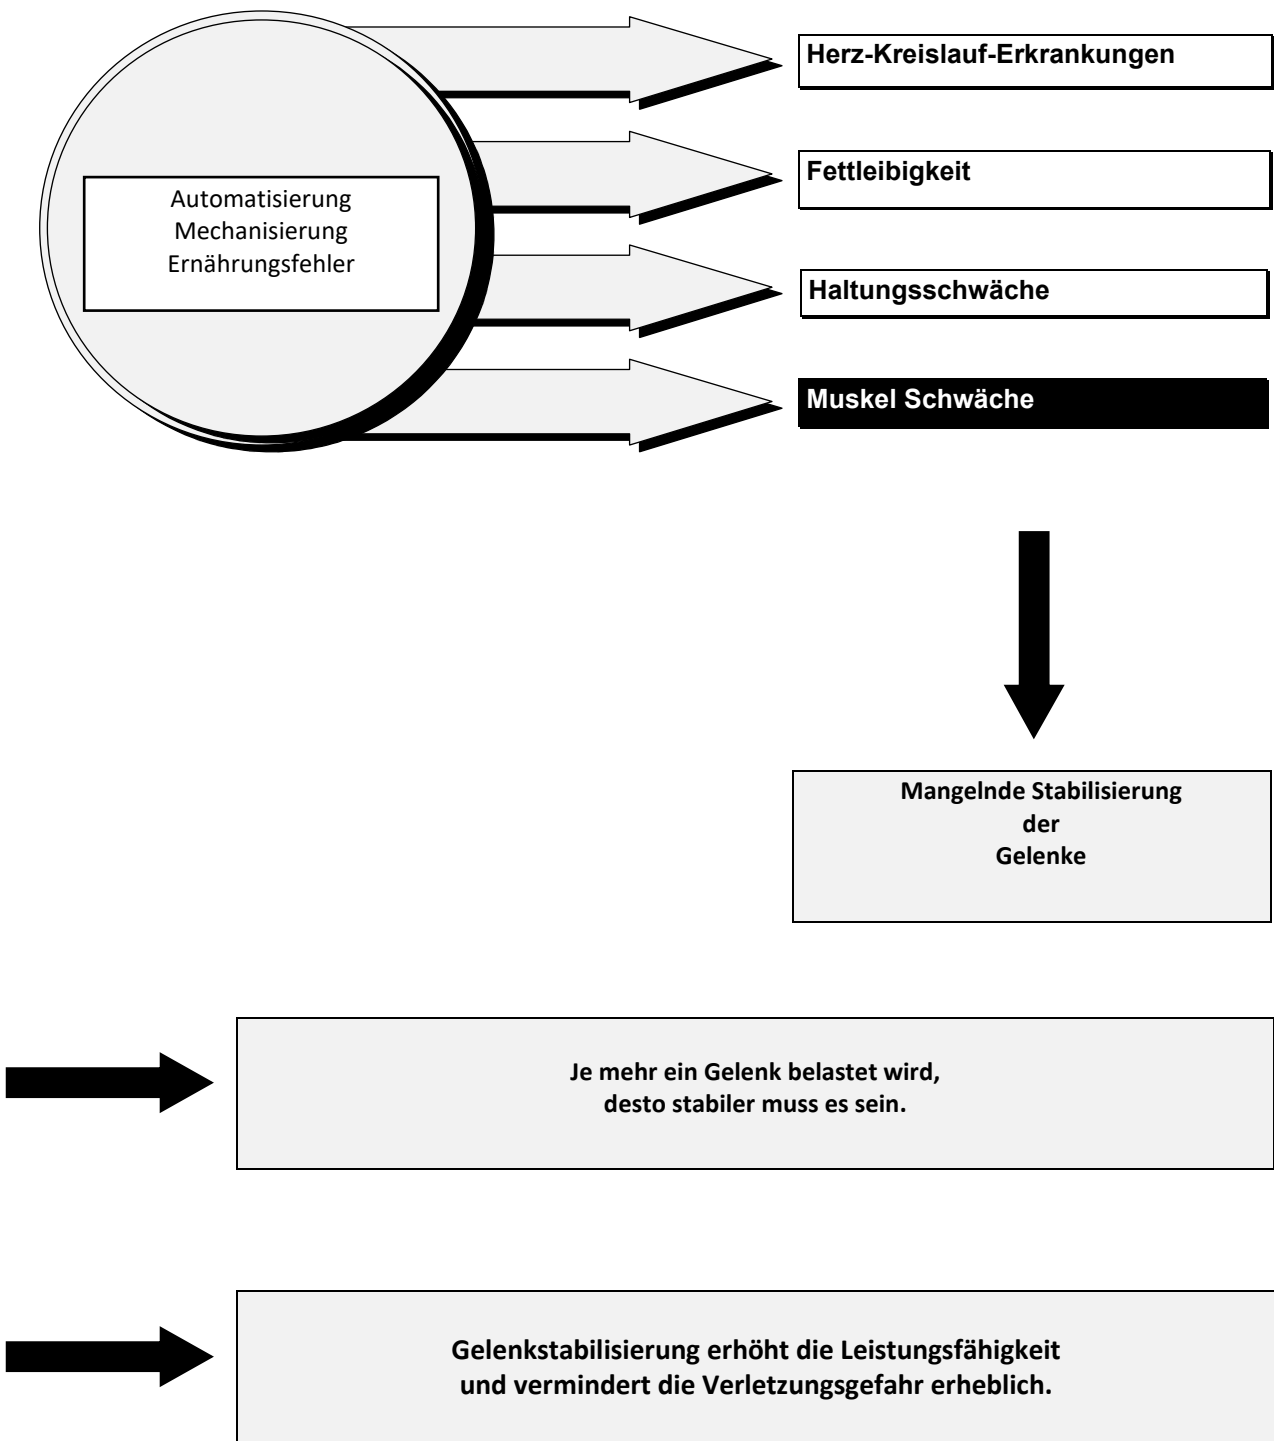 Automatisierung
Mechanisierung
Ernährungsfehler
Herz-Kreislauf-Erkrankungen
Fettleibigkeit
Haltungsschwäche
Muskel Schwäche
Mangelnde Stabilisierung
der
Gelenke
Je mehr ein Gelenk belastet wird,
desto stabiler muss es sein.
Gelenkstabilisierung erhöht die Leistungsfähigkeit
und vermindert die Verletzungsgefahr erheblich.